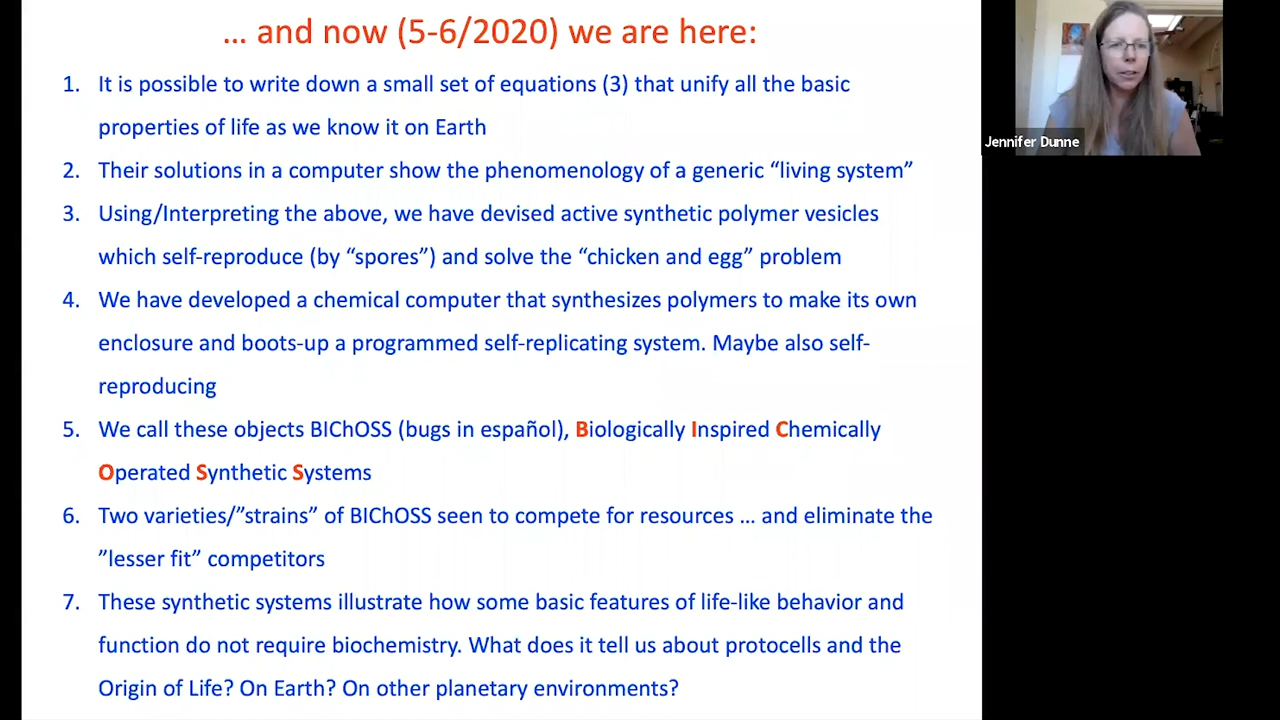 ... and now (5-6/2020) we are here:
1. It is possible to write down a small set of equations (3) that unify all the basic
properties of life as we know it on Earth
2. Their solutions in a computer show the phenomenology of a generic “living system”
3. Using/Interpreting the above, we have devised active synthetic polymer vesicles
which self-reproduce (by “spores”) and solve the “chicken and egg” problem
4. We have developed a chemical computer that synthesizes polymers to make its own
enclosure and boots-up a programmed self-replicating system. Maybe also self-
reproducing
5. We call these objects BIChOSS (bugs in español), Biologically Inspired Chemically
Operated Synthetic Systems
6. Two varieties/”strains” of BIChOSS seen to compete for resources ... and eliminate the
”lesser fit” competitors
7. These synthetic systems illustrate how some basic features of life-like behavior and
function do not require biochemistry. What does it tell us about protocells and the
Origin of Life? On Earth? On other planetary environments?
Jennifer Dunne